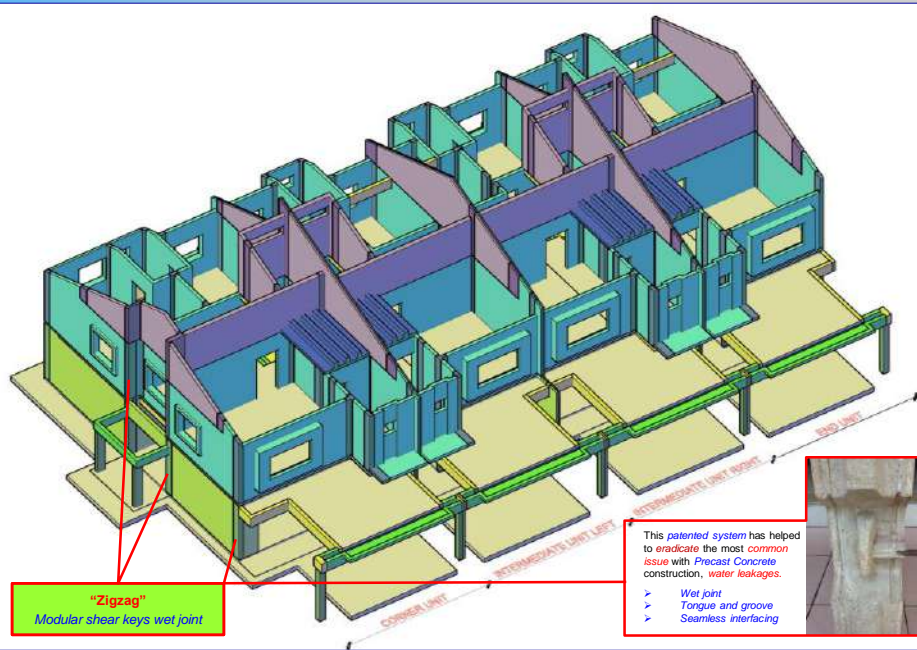 END UNIT
INTERMEDIATE UNIT RIGHT
INTERMEDIATE UNIT LEFT
CORNER UNIT
“Zigzag”
Modular shear keys wet joint
This patented system has helped
to eradicate the most common
issue with Precast Concrete
construction, water leakages.
➢ Wet joint
➢ Tongue and groove
➢ Seamless interfacing